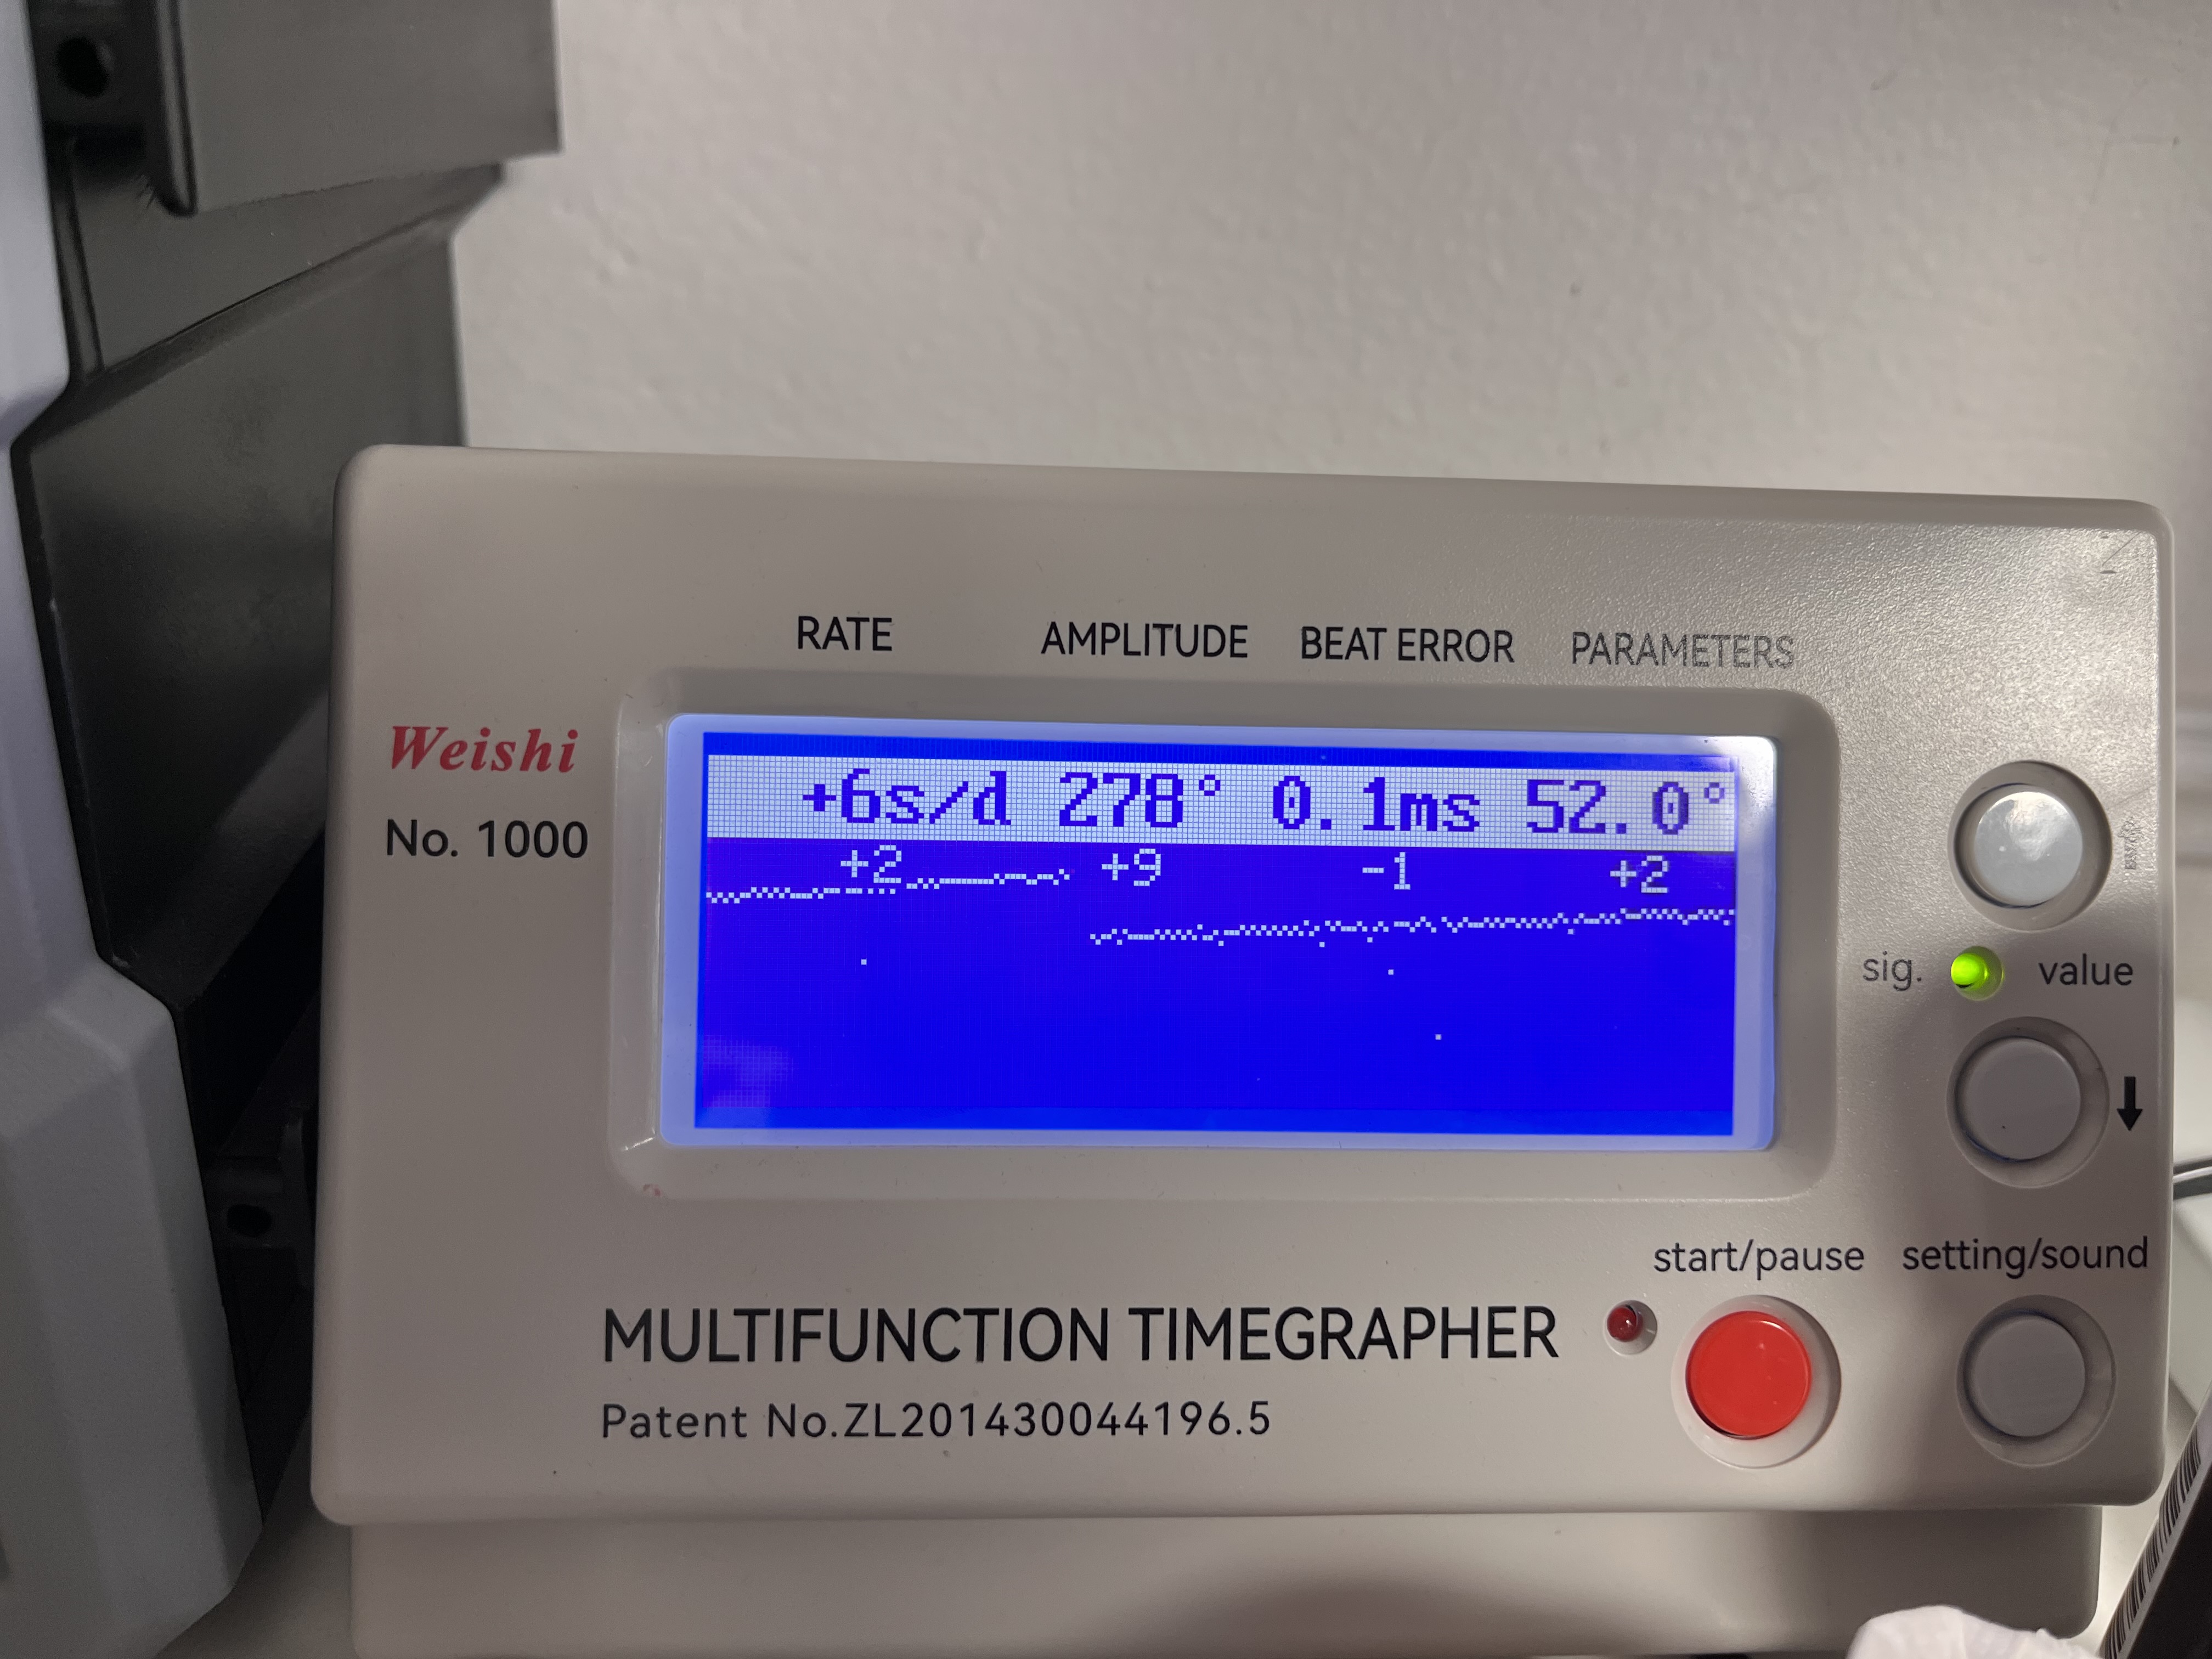 RATE AMPLITUDE BEAT ERROR PARAMETERS
Weishi
No. 1000
+6s/d 278° 0.1ms 52.0°
+2 +9 -1 +2
sig. value
start/pause setting/sound
MULTIFUNCTION TIMEGRAPHER
Patent No.ZL201430044196.5